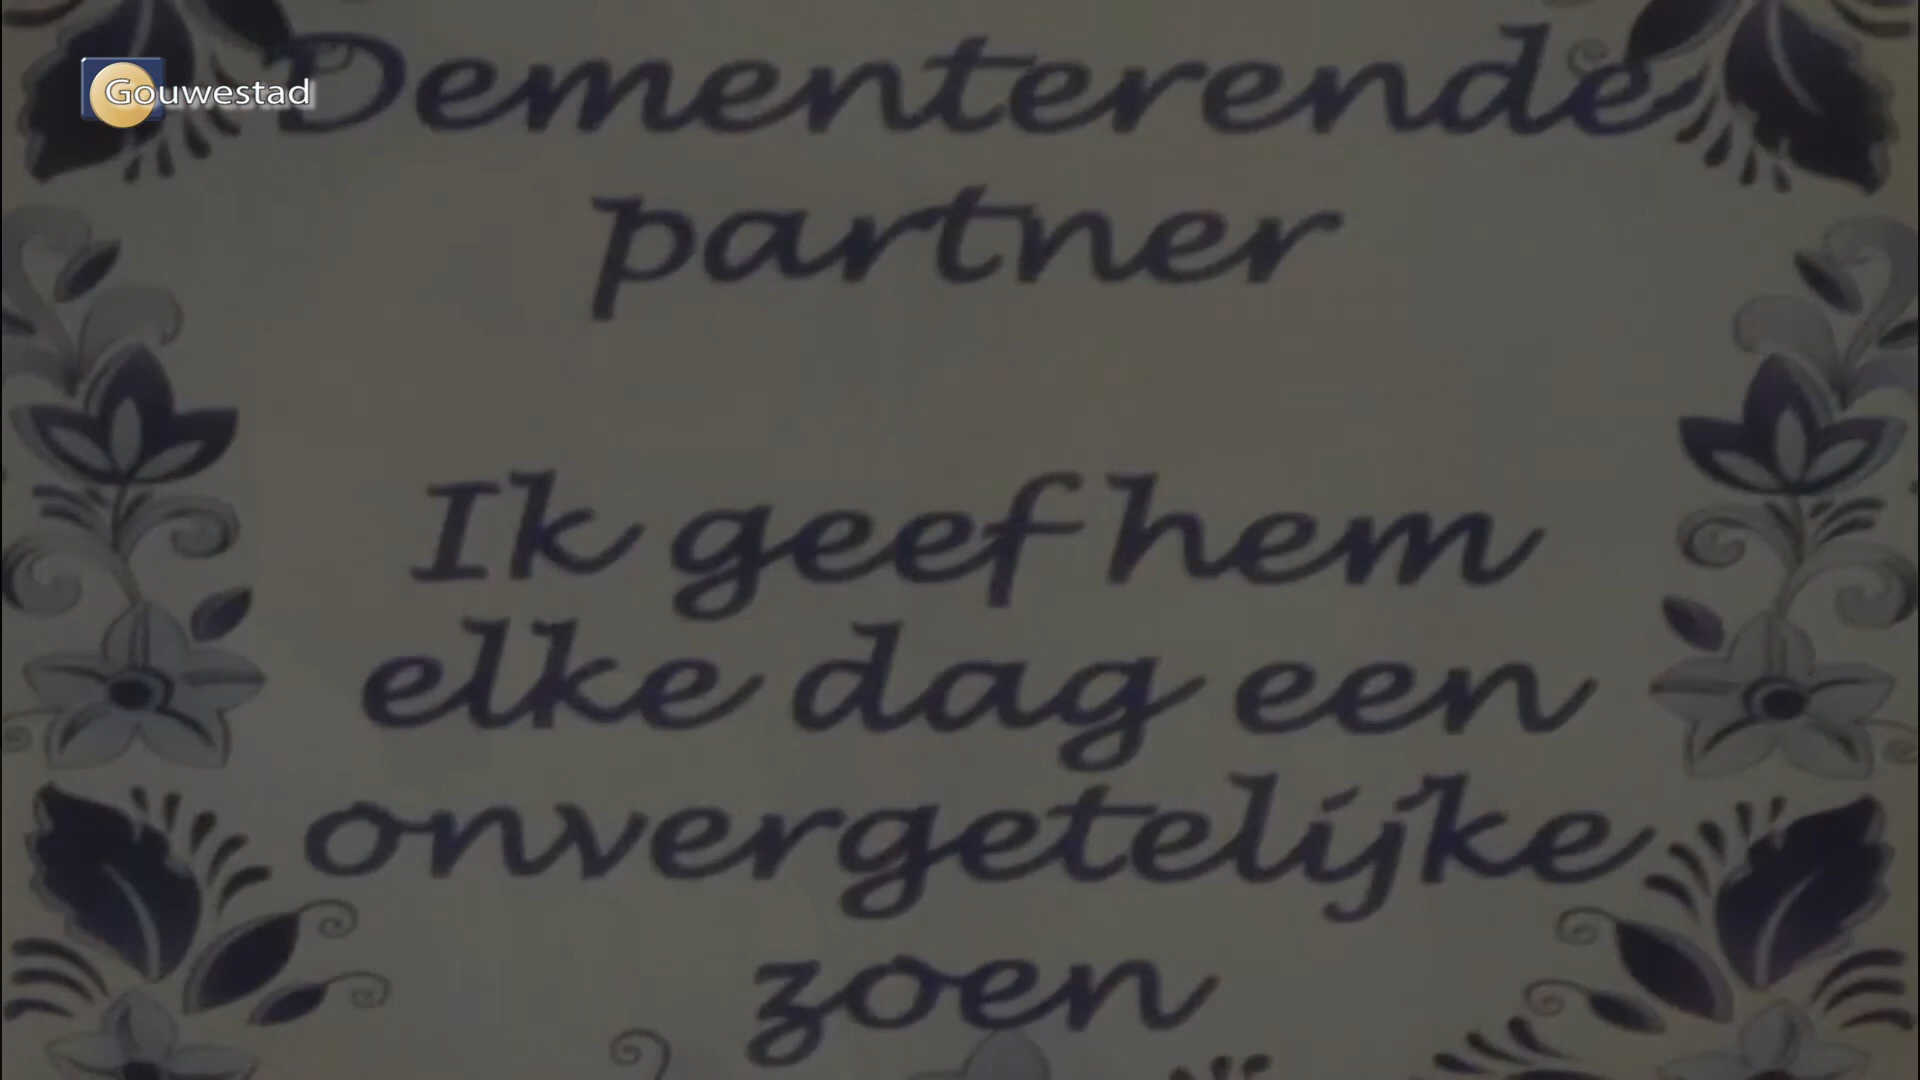 Gouwestad
Dementerende
partner
Ik geef hem
elke dag een
onvergetelijke
zoen